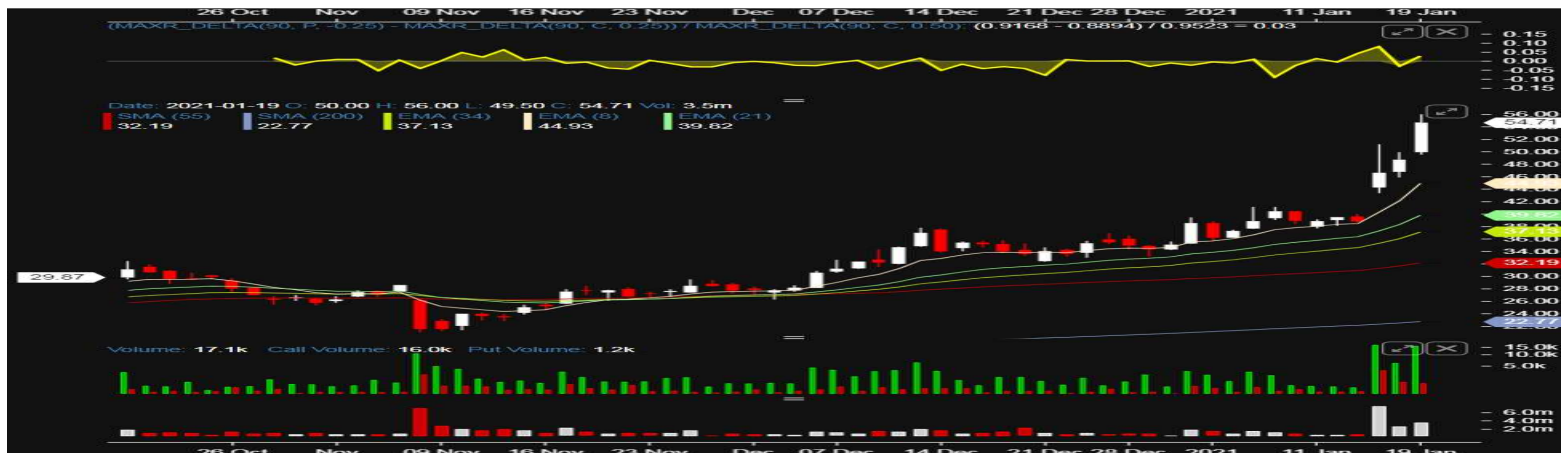 26 Oct Nov 09 Nov 16 Nov 23 Nov Dec 07 Dec 14 Dec 21 Dec 28 Dec 2021 11 Jan 19 Jan
(MAXR_DELTA(90, P, -0.25) - MAXR_DELTA(90, C, 0.25)) / MAXR_DELTA(90, C, 0.50): (0.9168 - 0.8894) / 0.9523 = 0.03
0.15
0.10
0.05
0.00
-0.05
-0.10
-0.15
Date: 2021-01-19 O: 50.00 H: 56.00 L: 49.50 C: 54.71 Vol: 3.5m
SMA (55) SMA (200) EMA (34) EMA (8) EMA (21)
32.19 22.77 37.13 44.93 39.82
56.00
54.71
50.00
48.00
42.00
39.82
38.00
37.13
36.00
34.00
32.19
30.00
29.87
28.00
26.00
24.00
22.77
Volume: 17.1k Call Volume: 16.0k Put Volume: 1.2k
15.0k
10.0k
5.0k
6.0m
4.0m
2.0m
26 Oct Nov 09 Nov 16 Nov 23 Nov Dec 07 Dec 14 Dec 21 Dec 28 Dec 2021 11 Jan 19 Jan